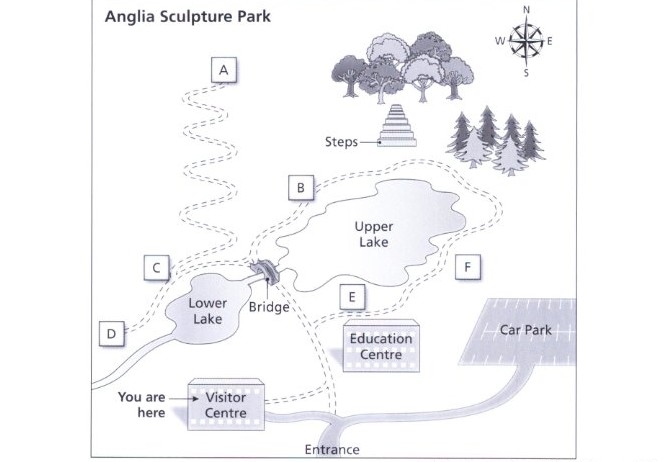 Anglia Sculpture Park
N
W E
S
A
Steps
B
Upper
Lake
C
F
Lower
Lake
Bridge
E
D
Education
Centre
Car Park
You are
here
Visitor
Centre
Entrance